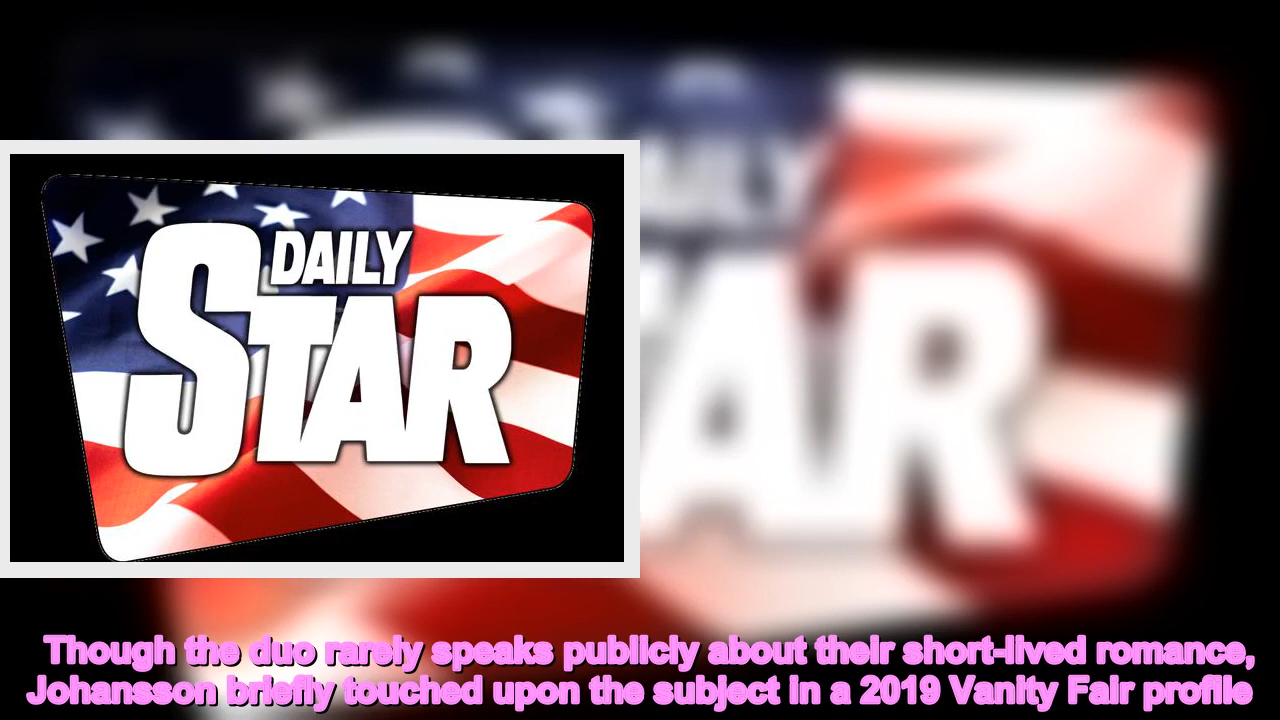 DAILY
STAR
Though the duo rarely speaks publicly about their short-lived romance,
Johansson briefly touched upon the subject in a 2019 Vanity Fair profile